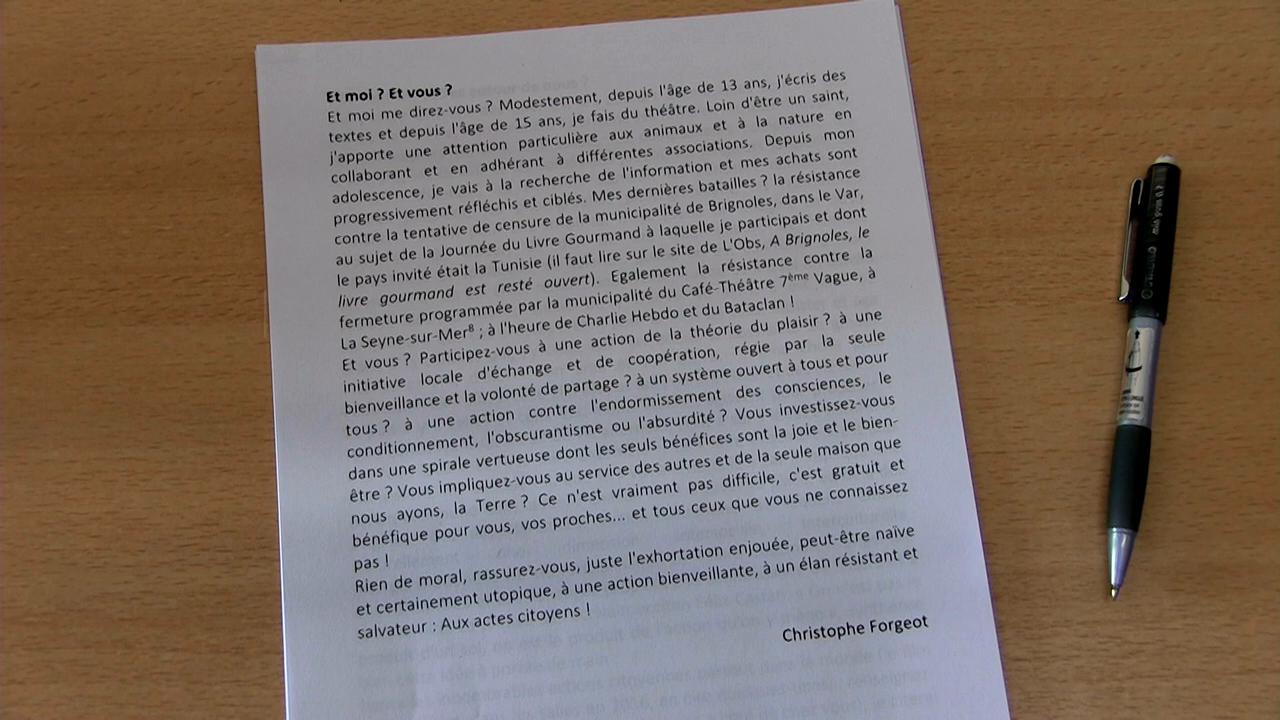 Et moi ? Et vous ?
Et moi me direz-vous ? Modestement, depuis l'âge de 13 ans, j'écris des
textes et depuis l'âge de 15 ans, je fais du théâtre. Loin d'être un saint,
j'apporte une attention particulière aux animaux et à la nature en
collaborant et en adhérant à différentes associations. Depuis mon
adolescence, je vais à la recherche de l'information et mes achats sont
progressivement réfléchis et ciblés. Mes dernières batailles ? la résistance
contre la tentative de censure de la municipalité de Brignoles, dans le Var,
au sujet de la Journée du Livre Gourmand à laquelle je participais et dont
le pays invité était la Tunisie (il faut lire sur le site de L'Obs, A Brignoles, le
livre gourmand est resté ouvert). Egalement la résistance contre la
fermeture programmée par la municipalité du Café-Théâtre 7ème Vague, à
La Seyne-sur-Mer⁸ ; à l'heure de Charlie Hebdo et du Bataclan !
Et vous ? Participez-vous à une action de la théorie du plaisir ? à une
initiative locale d'échange et de coopération, régie par la seule
bienveillance et la volonté de partage ? à un système ouvert à tous et pour
tous ? à une action contre l'endormissement des consciences, le
conditionnement, l'obscurantisme ou l'absurdité ? Vous investissez-vous
dans une spirale vertueuse dont les seuls bénéfices sont la joie et le bien-
être ? Vous impliquez-vous au service des autres et de la seule maison que
nous ayons, la Terre ? Ce n'est vraiment pas difficile, c'est gratuit et
bénéfique pour vous, vos proches... et tous ceux que vous ne connaissez
pas !
Rien de moral, rassurez-vous, juste l'exhortation enjouée, peut-être naïve
et certainement utopique, à une action bienveillante, à un élan résistant et
salvateur : Aux actes citoyens !
Christophe Forgeot